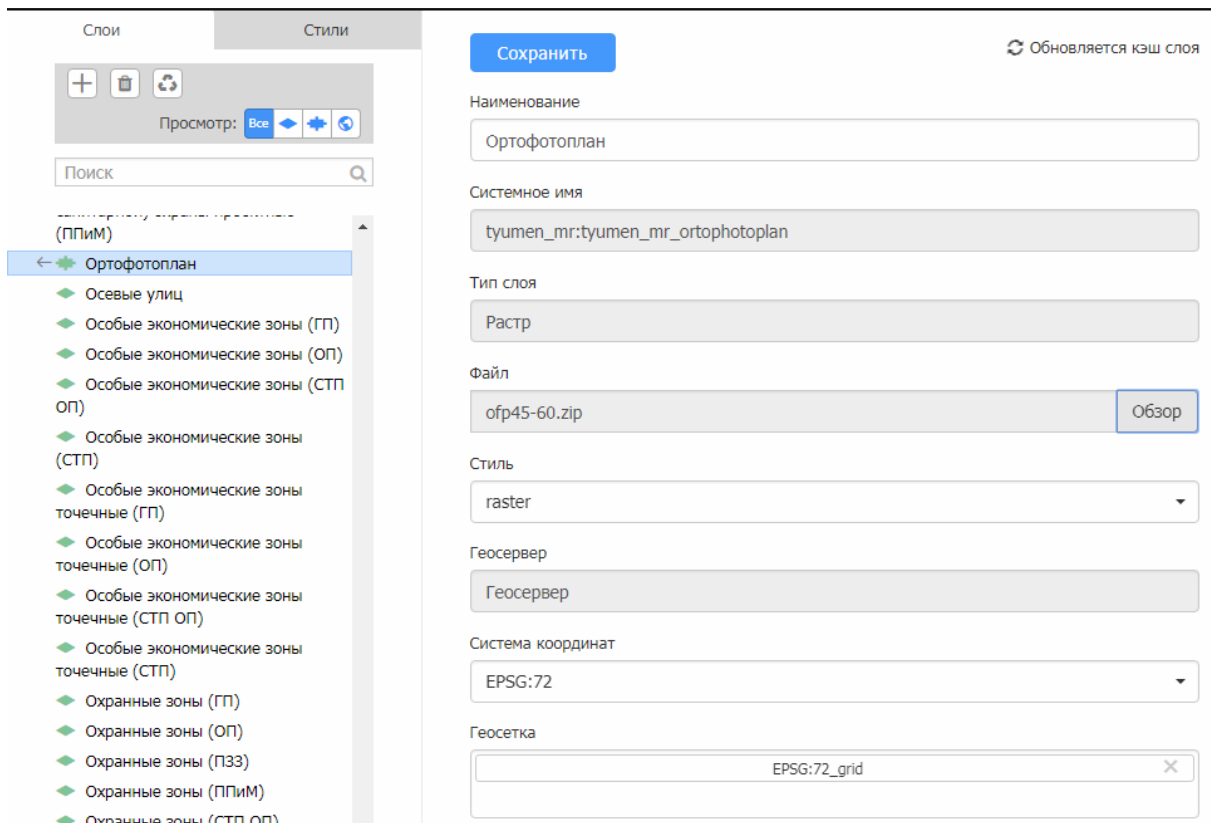 Слои
Стили
Просмотр:
Все
Поиск
(ППиМ)
Ортофотоплан
Осевые улиц
Особые экономические зоны (ГП)
Особые экономические зоны (ОП)
Особые экономические зоны (СТП
ОП)
Особые экономические зоны
(СТП)
Особые экономические зоны
точечные (ГП)
Особые экономические зоны
точечные (ОП)
Особые экономические зоны
точечные (СТП ОП)
Особые экономические зоны
точечные (СТП)
Охранные зоны (ГП)
Охранные зоны (ОП)
Охранные зоны (ПЗЗ)
Охранные зоны (ППиМ)
Охранные зоны (СТП ОП)
Сохранить
Обновляется кэш слоя
Наименование
Ортофотоплан
Системное имя
tyumen_mr:tyumen_mr_ortophotoplan
Тип слоя
Растр
Файл
ofp45-60.zip
Обзор
Стиль
raster
Геосервер
Геосервер
Система координат
EPSG:72
Геосетка
EPSG:72_grid